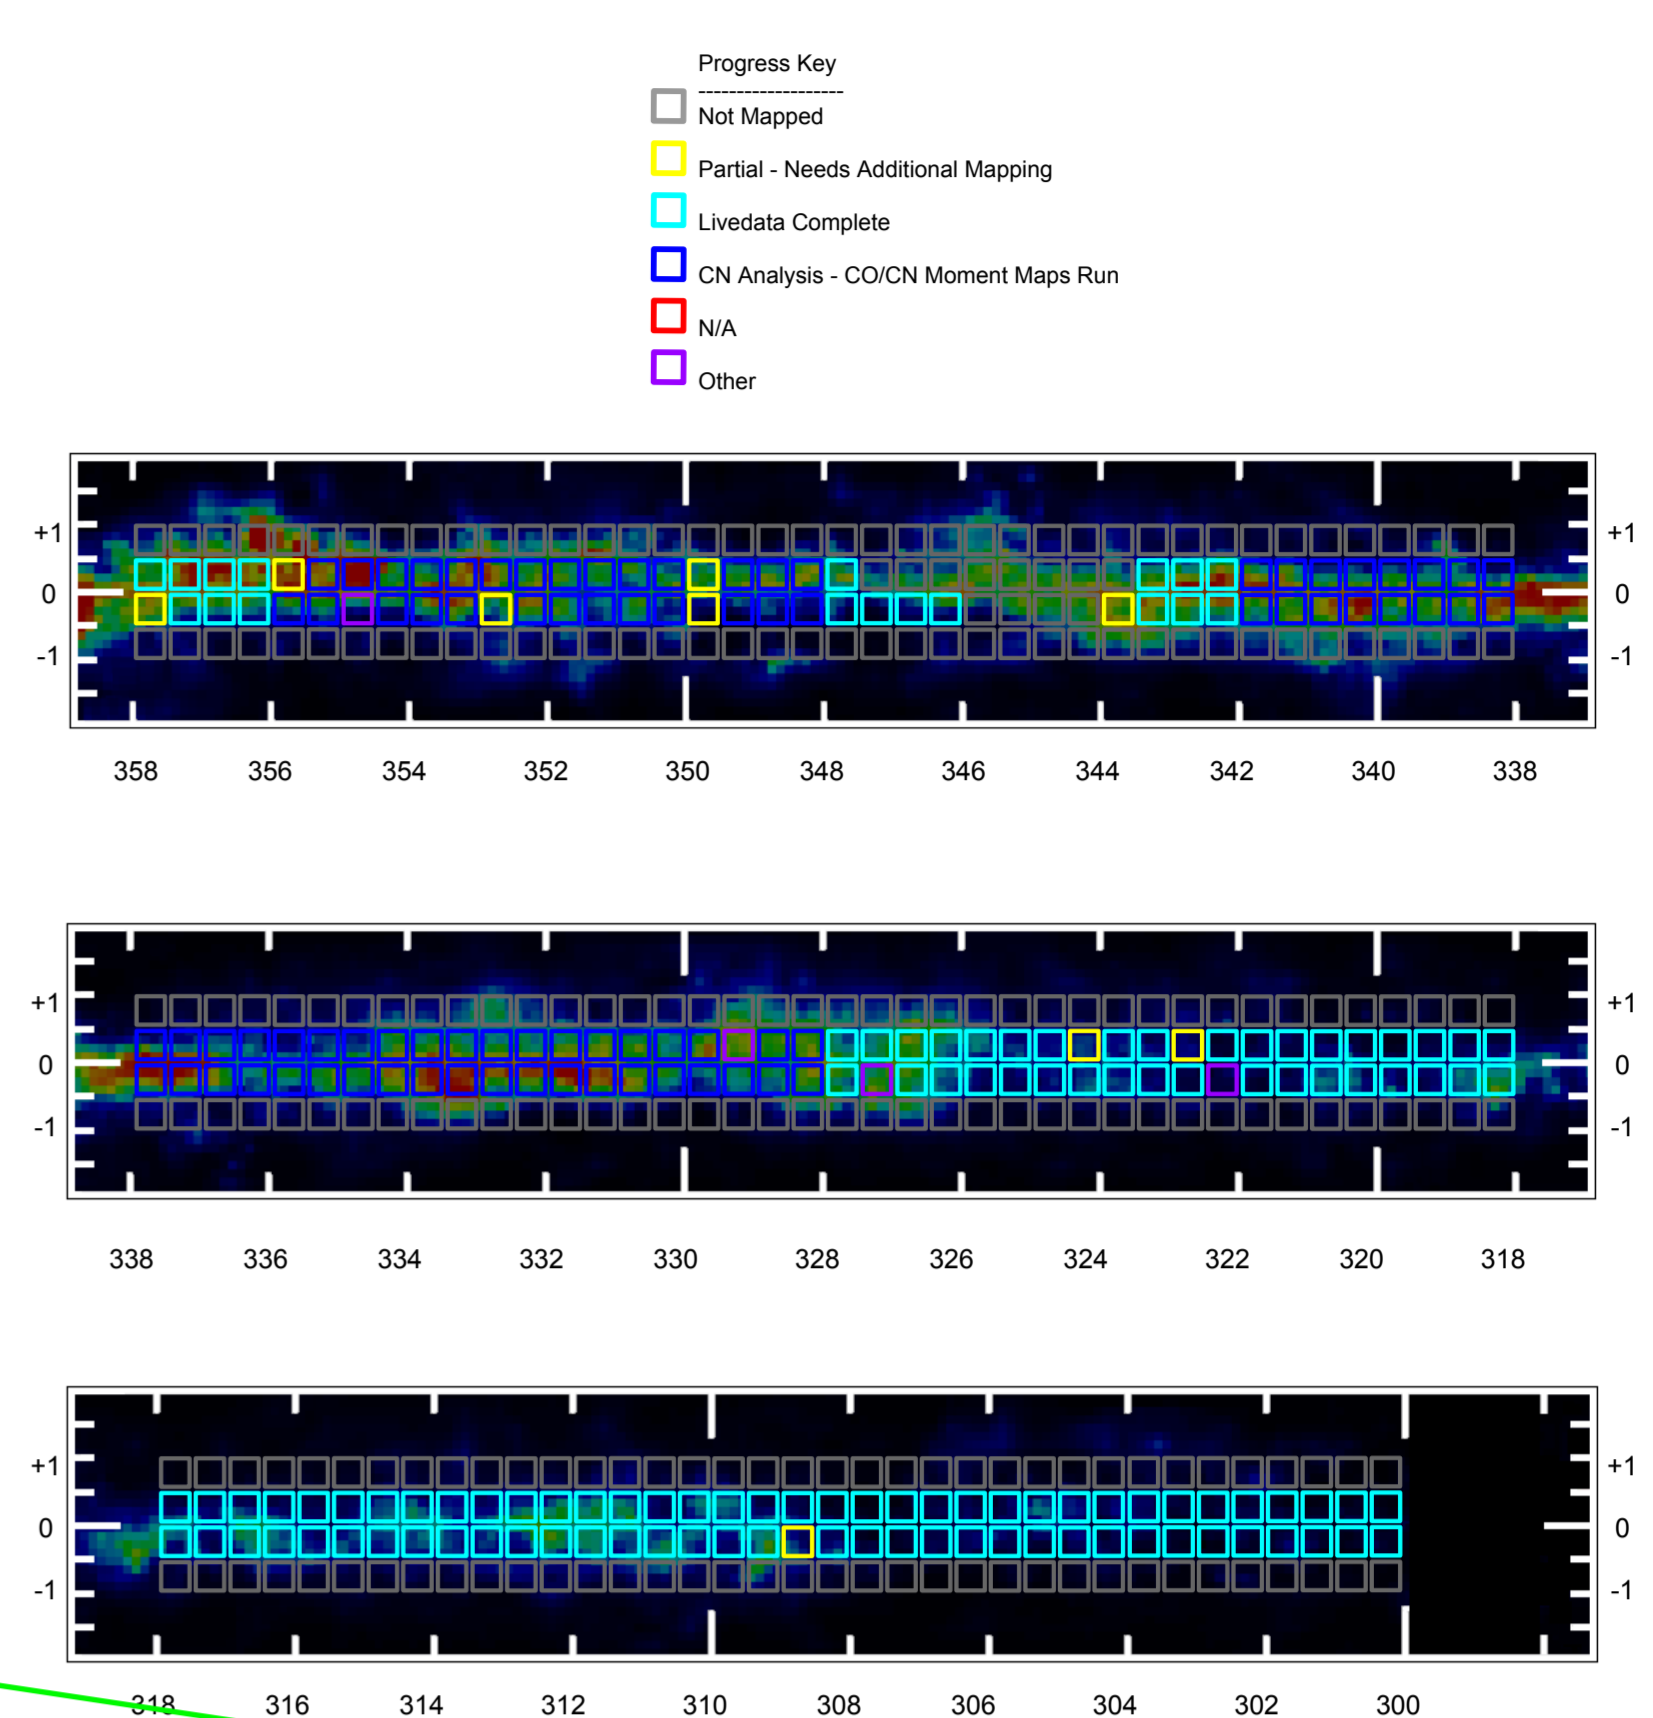 Progress Key
-------------------
Not Mapped
Partial - Needs Additional Mapping
Livedata Complete
CN Analysis - CO/CN Moment Maps Run
N/A
Other
+1 +1
0 0
-1 -1
358 356 354 352 350 348 346 344 342 340 338
+1 +1
0 0
-1 -1
338 336 334 332 330 328 326 324 322 320 318
+1 +1
0 0
-1 -1
318 316 314 312 310 308 306 304 302 300